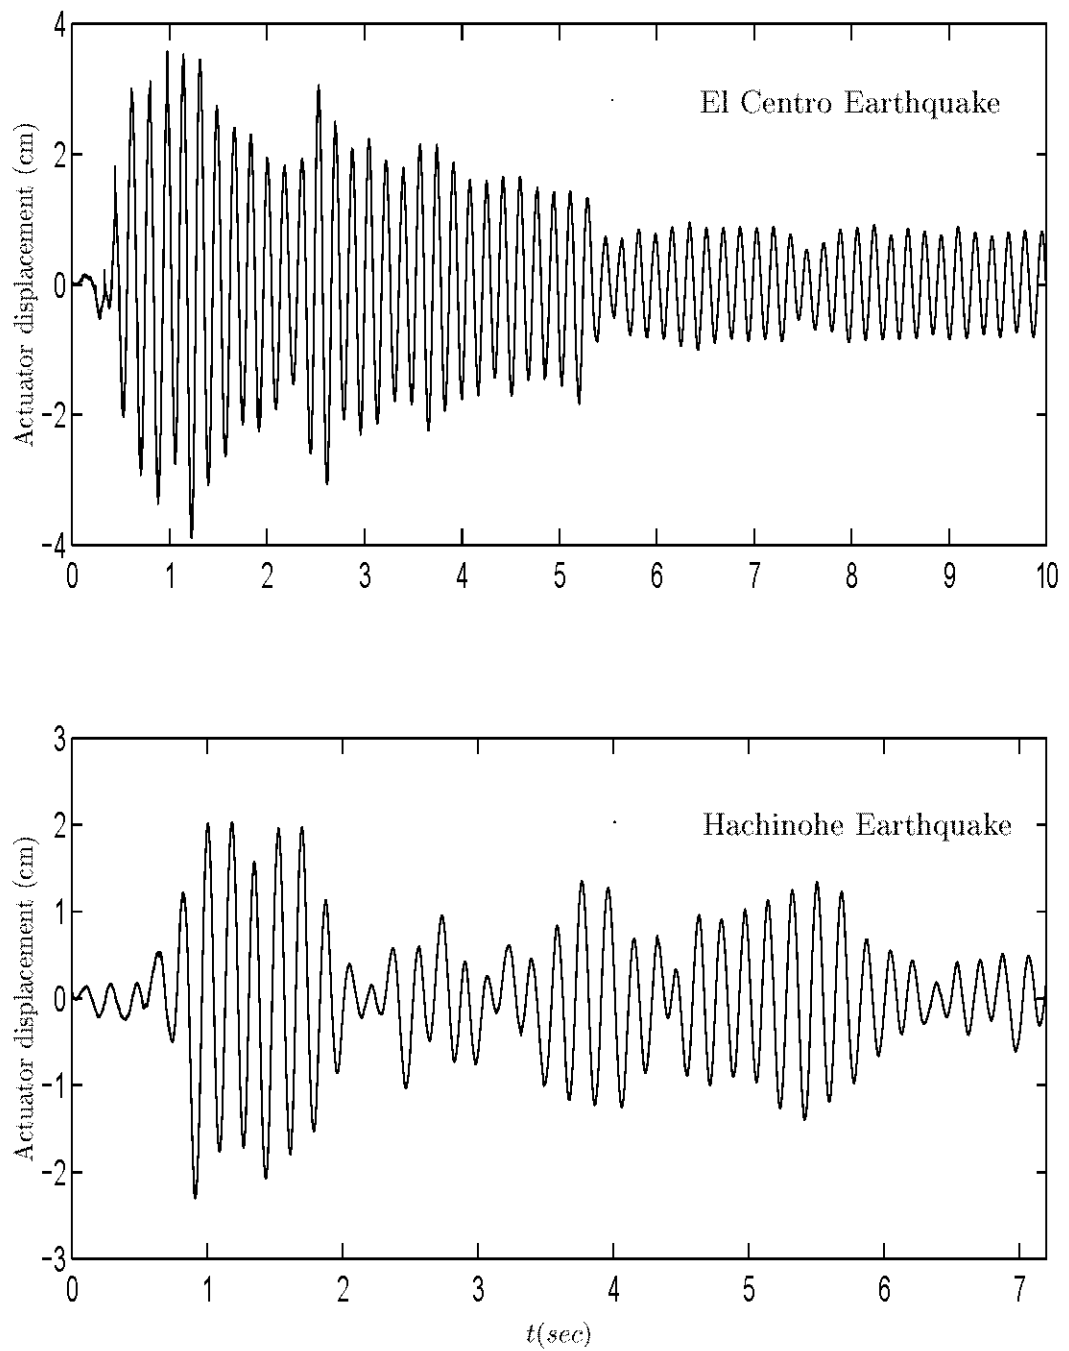 4
El Centro Earthquake
2
0
−2
−4
Actuator displacement (cm)
0 1 2 3 4 5 6 7 8 9 10
3
2
Hachinohe Earthquake
1
0
−1
−2
−3
Actuator displacement (cm)
0 1 2 3 4 5 6 7
t(sec)